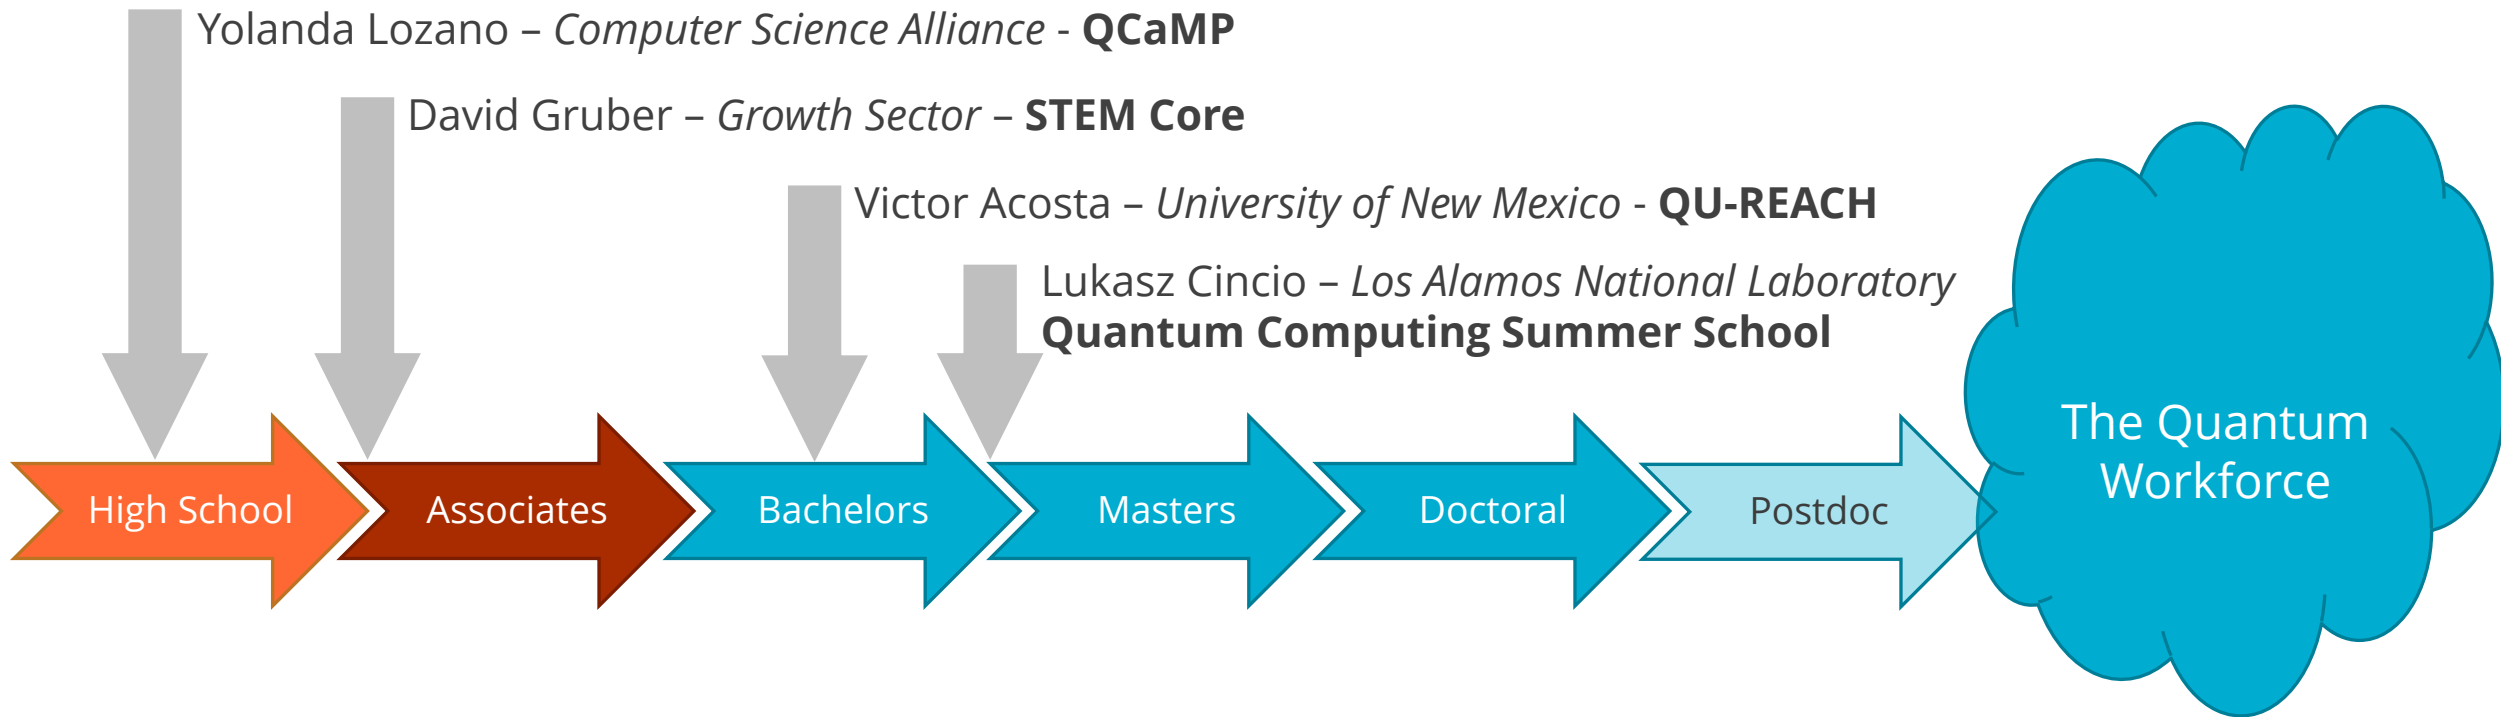 Yolanda Lozano – Computer Science Alliance - QCaMP
David Gruber – Growth Sector – STEM Core
Victor Acosta – University of New Mexico - QU-REACH
Lukasz Cincio – Los Alamos National Laboratory
Quantum Computing Summer School
High School
Associates
Bachelors
Masters
Doctoral
Postdoc
The Quantum
Workforce